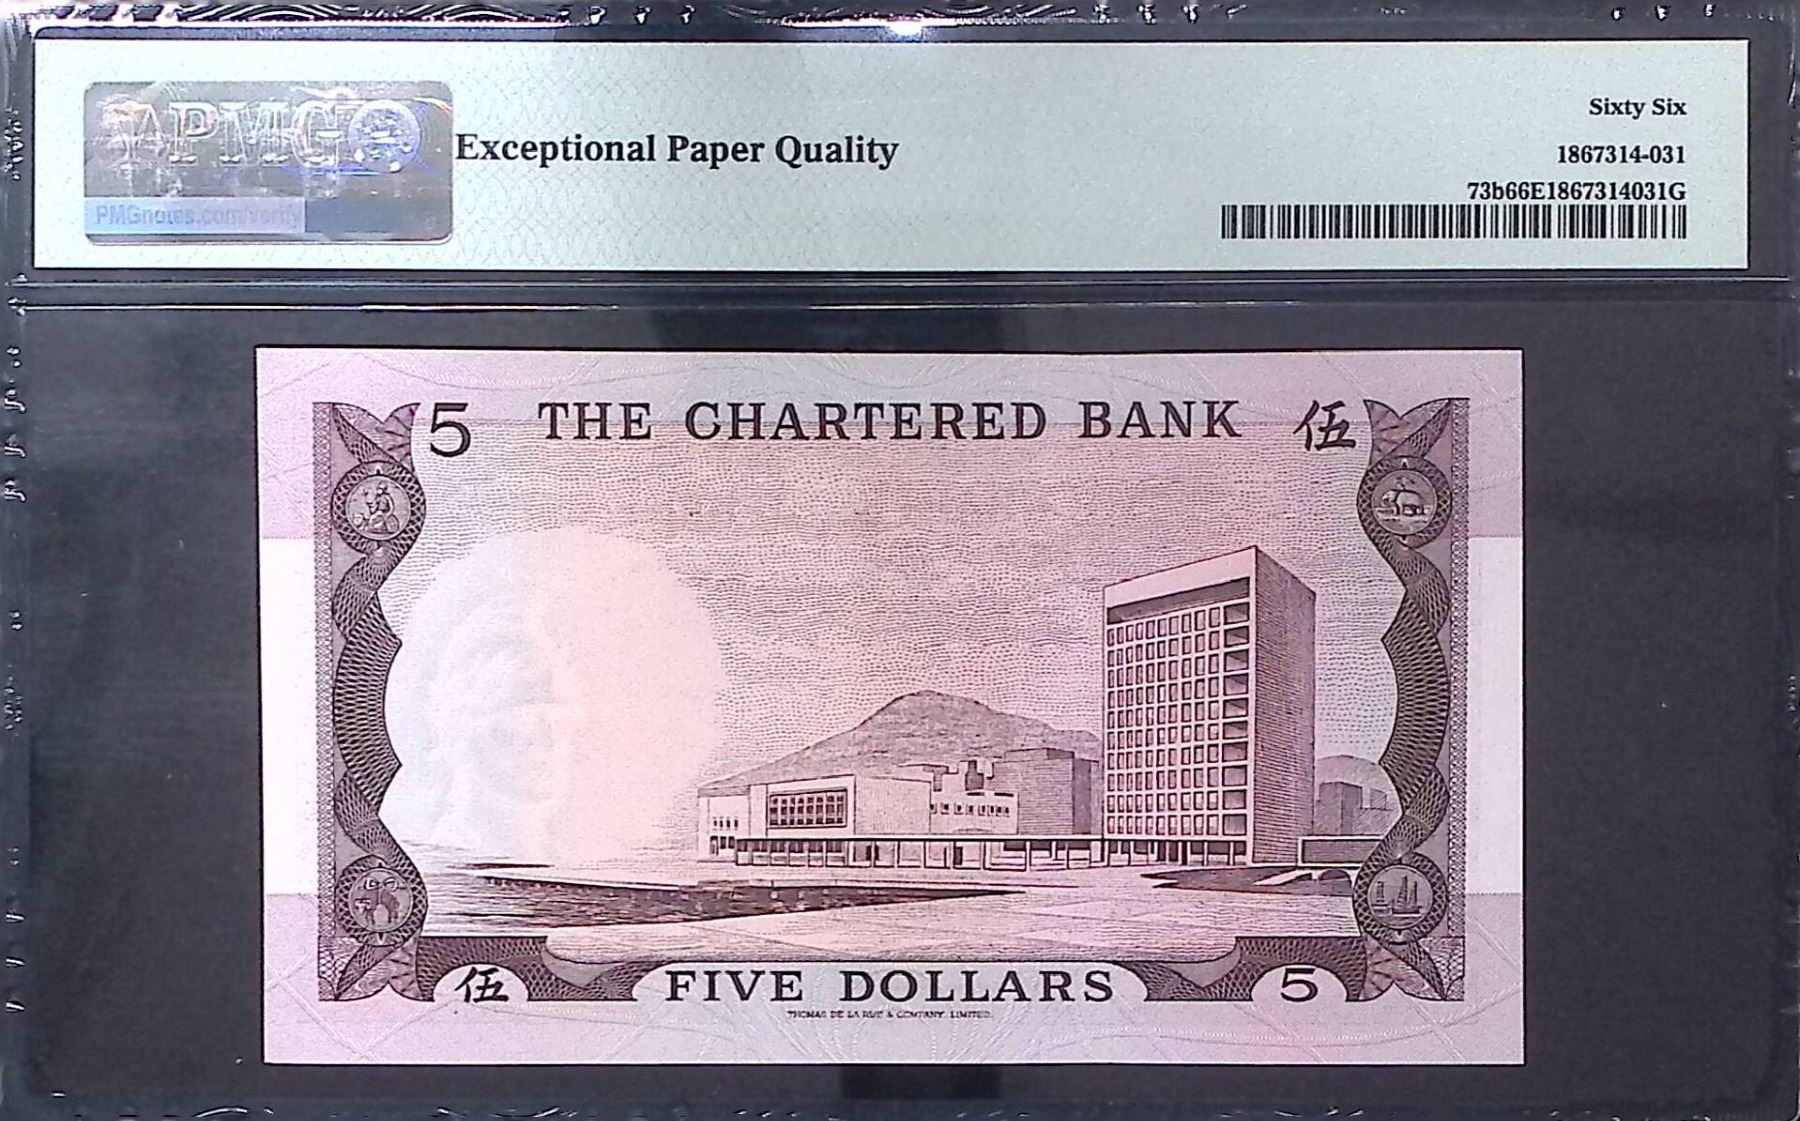 PMG
PMGnotes.com/verify
Exceptional Paper Quality
Sixty Six
1867314-031
73b66E1867314031G
5 THE CHARTERED BANK 伍
伍 FIVE DOLLARS 5
THOMAS DE LA RUE & COMPANY, LIMITED.